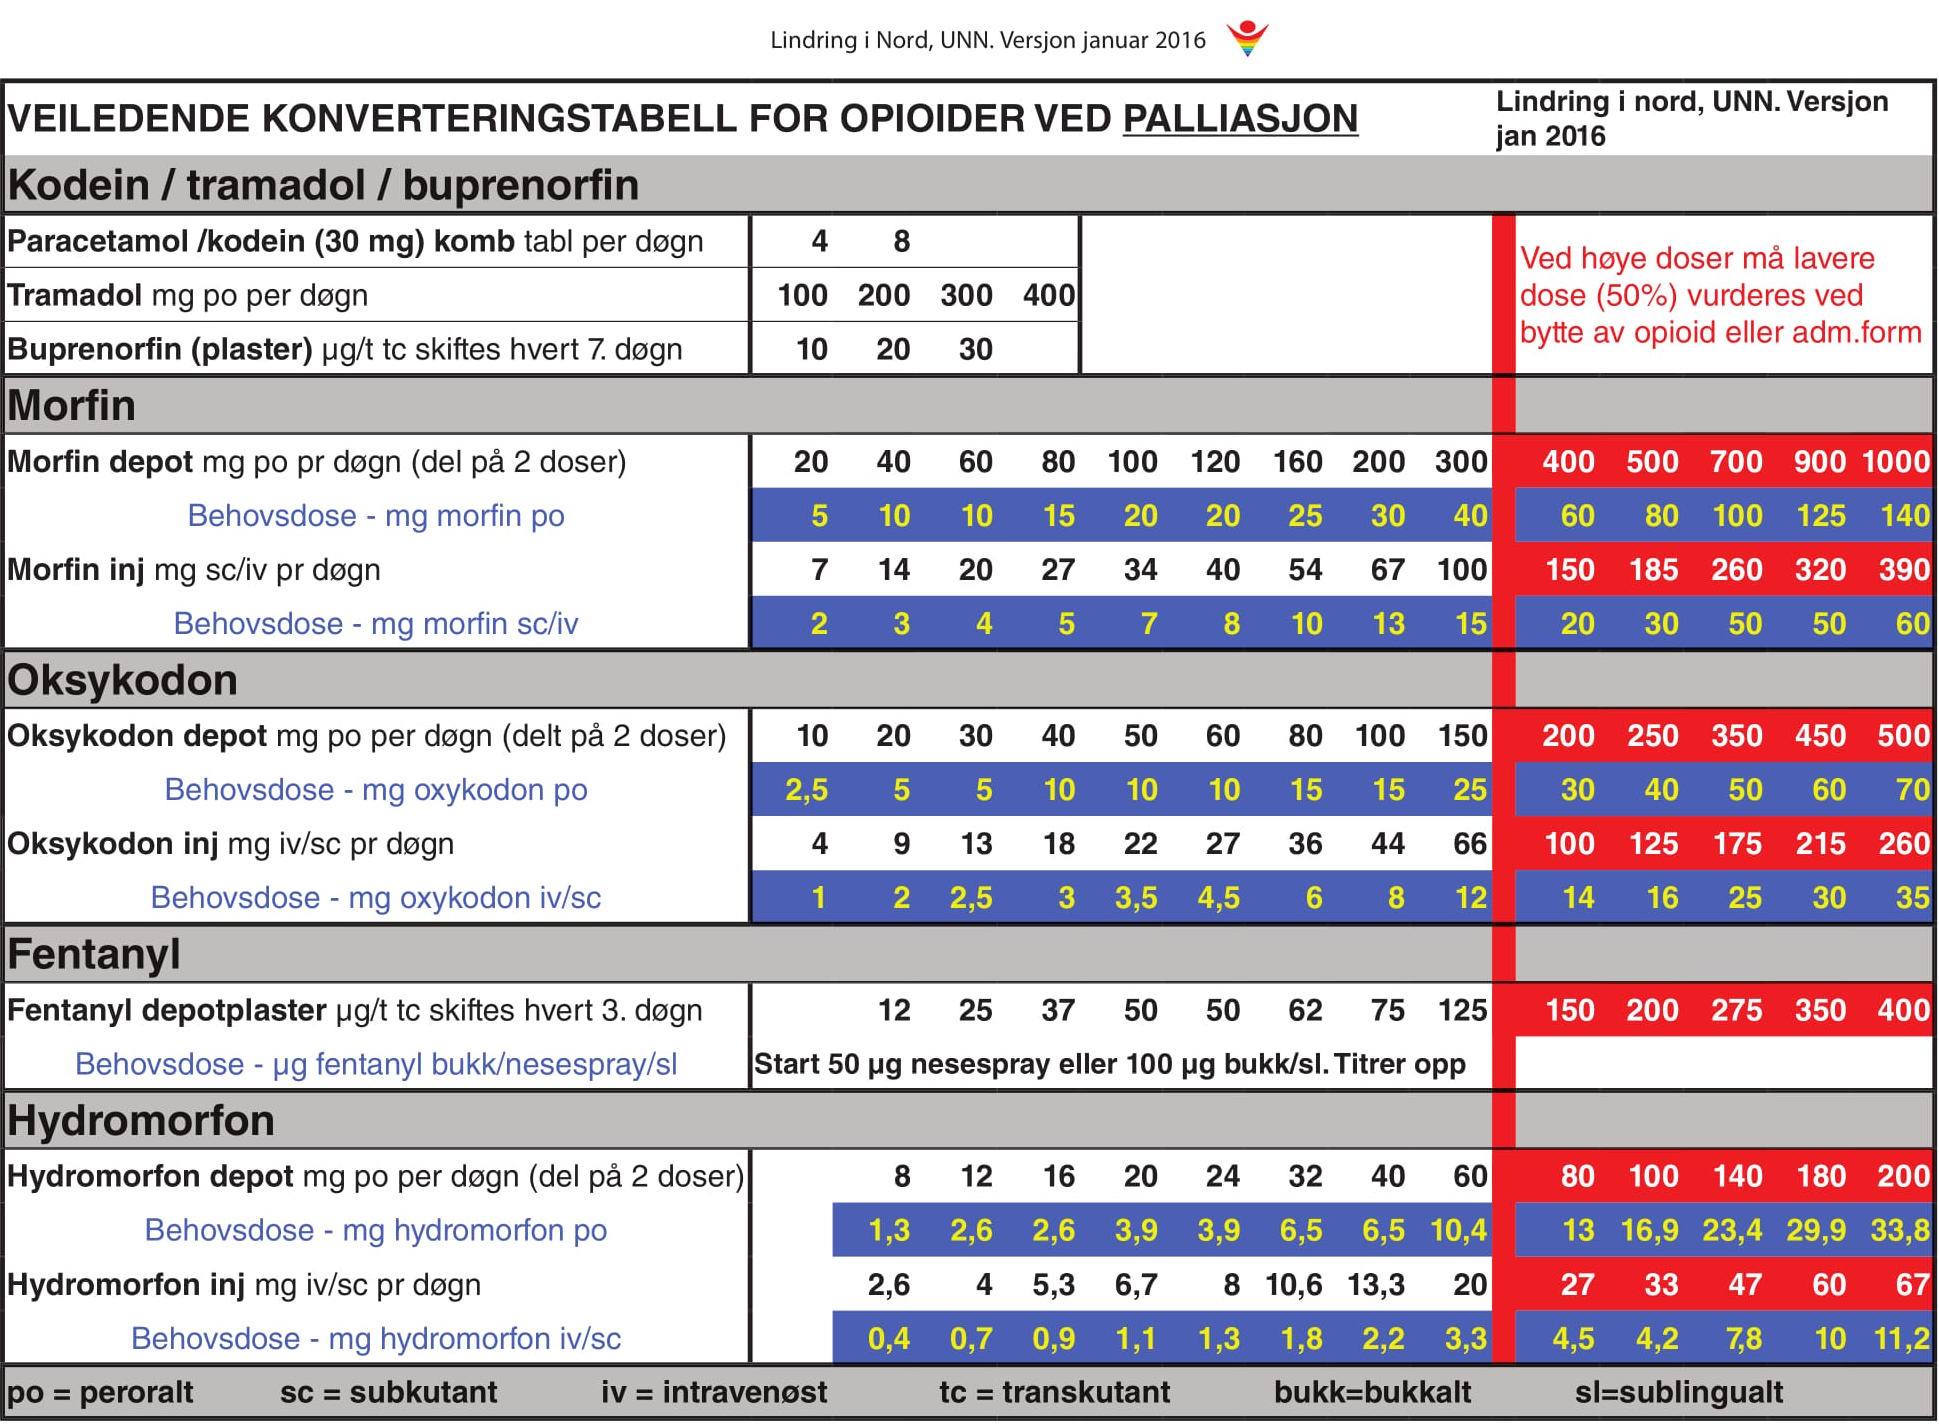 Lindring i Nord, UNN. Versjon januar 2016
VEILEDENDE KONVERTERINGSTABELL FOR OPIOIDER VED PALLIASJON
Lindring i nord, UNN. Versjon
jan 2016
Kodein / tramadol / buprenorfin
Paracetamol /kodein (30 mg) komb tabl per døgn 4 8
Tramadol mg po per døgn 100 200 300 400
Buprenorfin (plaster) µg/t tc skiftes hvert 7. døgn 10 20 30
Ved høye doser må lavere
dose (50%) vurderes ved
bytte av opioid eller adm.form
Morfin
Morfin depot mg po pr døgn (del på 2 doser) 20 40 60 80 100 120 160 200 300 400 500 700 900 1000
Behovsdose - mg morfin po 5 10 10 15 20 20 25 30 40 60 80 100 125 140
Morfin inj mg sc/iv pr døgn 7 14 20 27 34 40 54 67 100 150 185 260 320 390
Behovsdose - mg morfin sc/iv 2 3 4 5 7 8 10 13 15 20 30 50 50 60
Oksykodon
Oksykodon depot mg po per døgn (delt på 2 doser) 10 20 30 40 50 60 80 100 150 200 250 350 450 500
Behovsdose - mg oxykodon po 2,5 5 5 10 10 10 15 15 25 30 40 50 60 70
Oksykodon inj mg iv/sc pr døgn 4 9 13 18 22 27 36 44 66 100 125 175 215 260
Behovsdose - mg oxykodon iv/sc 1 2 2,5 3 3,5 4,5 6 8 12 14 16 25 30 35
Fentanyl
Fentanyl depotplaster µg/t tc skiftes hvert 3. døgn 12 25 37 50 50 62 75 125 150 200 275 350 400
Behovsdose - µg fentanyl bukk/nesespray/sl Start 50 µg nesespray eller 100 µg bukk/sl. Titrer opp
Hydromorfon
Hydromorfon depot mg po per døgn (del på 2 doser) 8 12 16 20 24 32 40 60 80 100 140 180 200
Behovsdose - mg hydromorfon po 1,3 2,6 2,6 3,9 3,9 6,5 6,5 10,4 13 16,9 23,4 29,9 33,8
Hydromorfon inj mg iv/sc pr døgn 2,6 4 5,3 6,7 8 10,6 13,3 20 27 33 47 60 67
Behovsdose - mg hydromorfon iv/sc 0,4 0,7 0,9 1,1 1,3 1,8 2,2 3,3 4,5 4,2 7,8 10 11,2
po = peroralt sc = subkutant iv = intravenøst tc = transkutant bukk=bukkalt sl=sublingualt